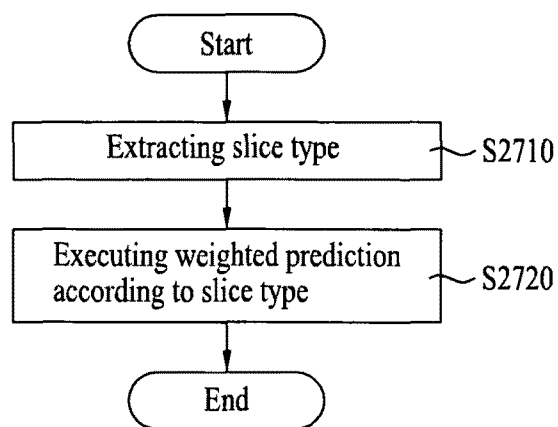 Start
Extracting slice type
S2710
Executing weighted prediction
according to slice type
S2720
End